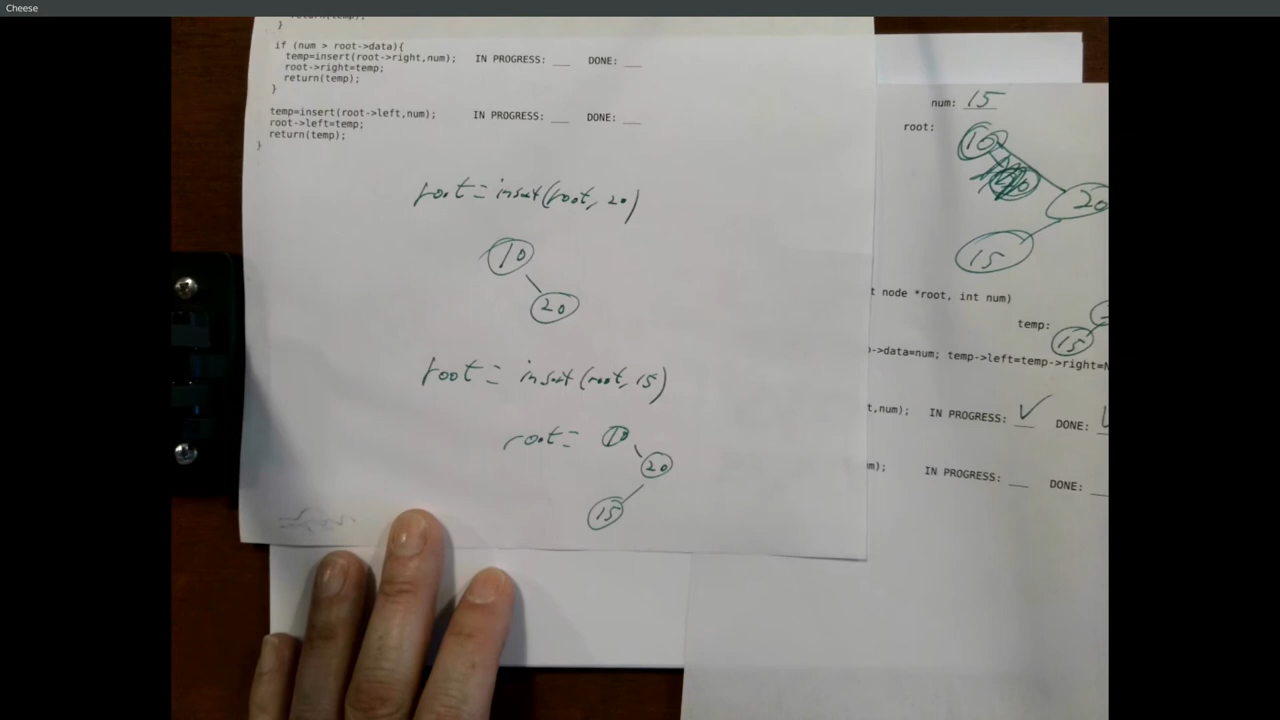 Cheese
}
if (num > root->data){
temp=insert(root->right,num); IN PROGRESS: ___ DONE: ___
root->right=temp;
return(temp);
}
temp=insert(root->left,num); IN PROGRESS: ___ DONE: ___
root->left=temp;
return(temp);
}
root = insert(root, 20)
10
20
root = insert(root, 15)
root = 10
20
15
num: 15
root: 10
20
15
t node *root, int num)
temp:
15
->data=num; temp->left=temp->right=N
t,num); IN PROGRESS: ✓ DONE:
m); IN PROGRESS: ___ DONE: ___